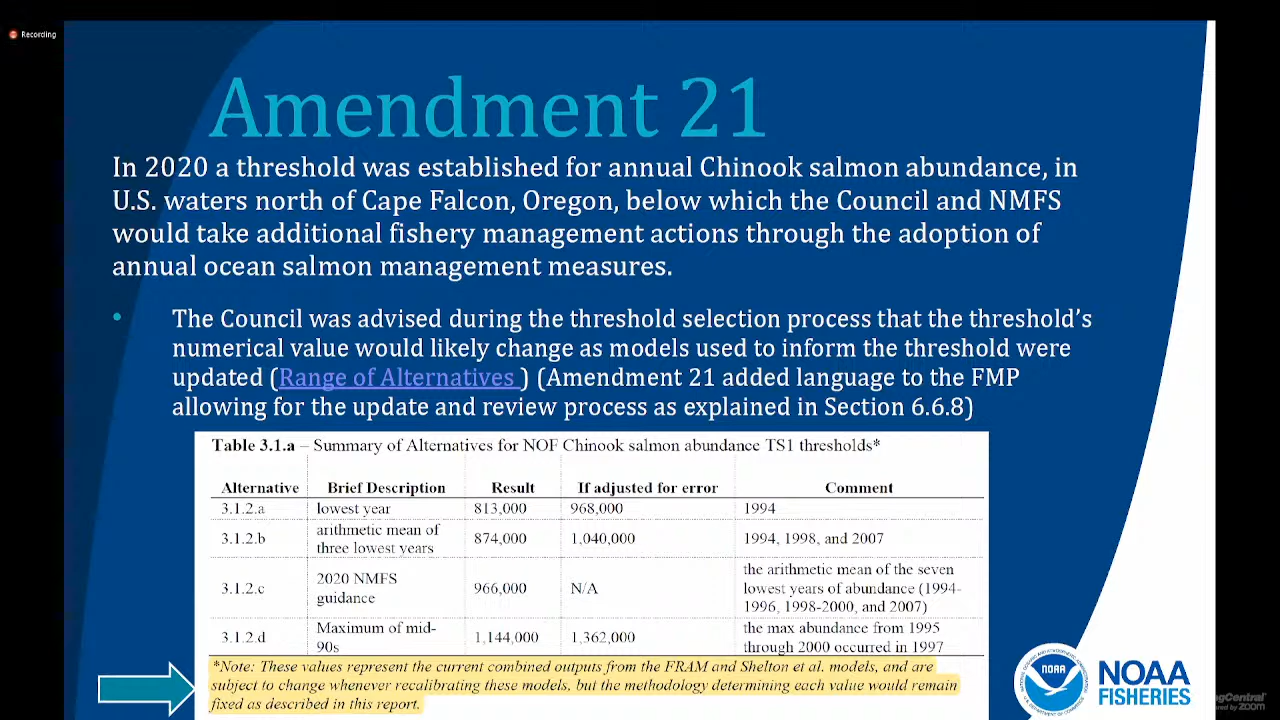 Recording
Amendment 21
In 2020 a threshold was established for annual Chinook salmon abundance, in
U.S. waters north of Cape Falcon, Oregon, below which the Council and NMFS
would take additional fishery management actions through the adoption of
annual ocean salmon management measures.
• The Council was advised during the threshold selection process that the threshold's
numerical value would likely change as models used to inform the threshold were
updated (Range of Alternatives ) (Amendment 21 added language to the FMP
allowing for the update and review process as explained in Section 6.6.8)
Table 3.1.a – Summary of Alternatives for NOF Chinook salmon abundance TS1 thresholds*
Alternative Brief Description Result If adjusted for error Comment
3.1.2.a lowest year 813,000 968,000 1994
3.1.2.b arithmetic mean of three lowest years 874,000 1,040,000 1994, 1998, and 2007
3.1.2.c 2020 NMFS guidance 966,000 N/A the arithmetic mean of the seven lowest years of abundance (1994-1996, 1998-2000, and 2007)
3.1.2.d Maximum of mid-90s 1,144,000 1,362,000 the max abundance from 1995 through 2000 occurred in 1997
*Note: These values represent the current combined outputs from the FRAM and Shelton et al. models, and are
subject to change whenever recalibrating these models, but the methodology determining each value would remain
fixed as described in this report.
NOAA
NOAA
FISHERIES